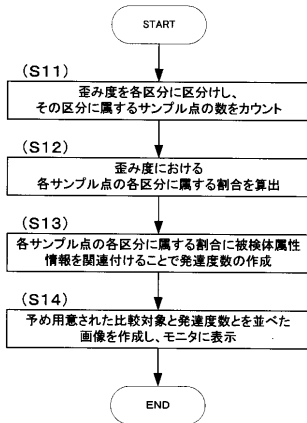 START
(S11)
歪み度を各区分に区分けし、
その区分に属するサンプル点の数をカウント
(S12)
歪み度における
各サンプル点の各区分に属する割合を算出
(S13)
各サンプル点の各区分に属する割合に被検体属性
情報を関連付けることで発達度数の作成
(S14)
予め用意された比較対象と発達度数とを並べた
画像を作成し、モニタに表示
END